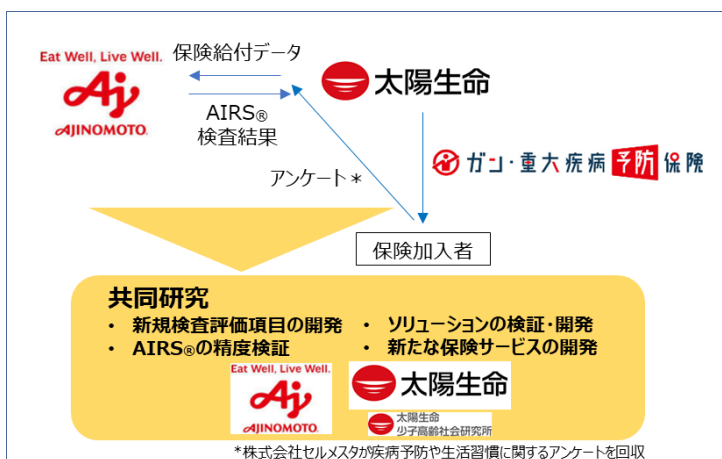 Eat Well, Live Well.
AJINOMOTO.
保険給付データ
AIRS®
検査結果
太陽生命
アンケート*
ガン・重大疾病予防保険
保険加入者
共同研究
• 新規検査評価項目の開発
• AIRS®の精度検証
• ソリューションの検証・開発
• 新たな保険サービスの開発
Eat Well, Live Well.
AJINOMOTO.
太陽生命
太陽生命
少子高齢社会研究所
*株式会社セルメスタが疾病予防や生活習慣に関するアンケートを回収